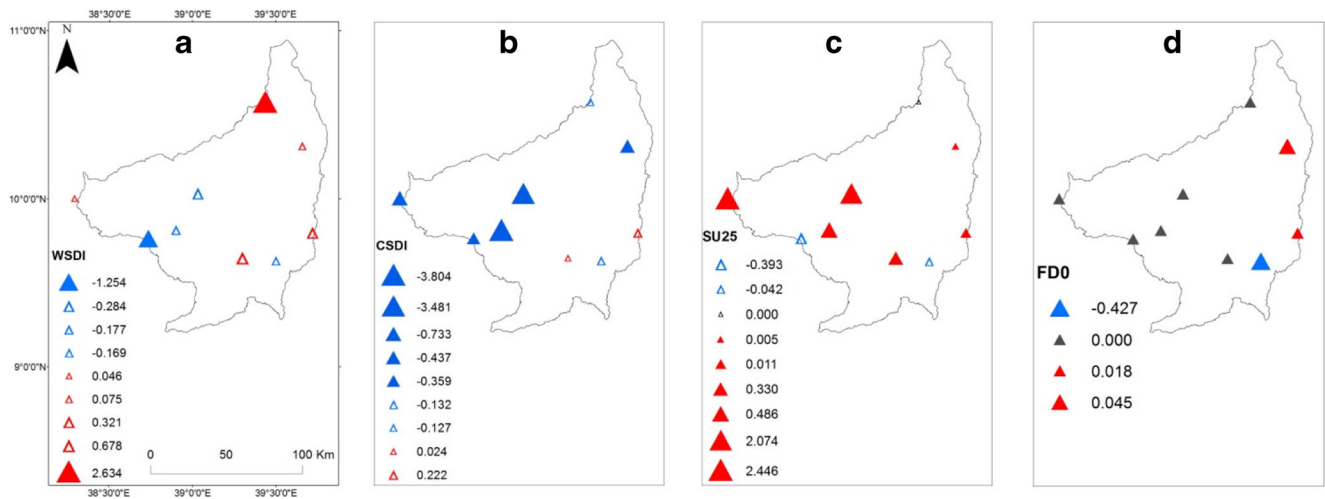 38°30'0"E 39°0'0"E 39°30'0"E
11°0'0"N
N
a
b
c
d
10°0'0"N
9°0'0"N
WSDI
-1.254
-0.284
-0.177
-0.169
0.046
0.075
0.321
0.678
2.634
0 50 100 Km
38°30'0"E 39°0'0"E 39°30'0"E
CSDI
-3.804
-3.481
-0.733
-0.437
-0.359
-0.132
-0.127
0.024
0.222
SU25
-0.393
-0.042
0.000
0.005
0.011
0.330
0.486
2.074
2.446
FD0
-0.427
0.000
0.018
0.045